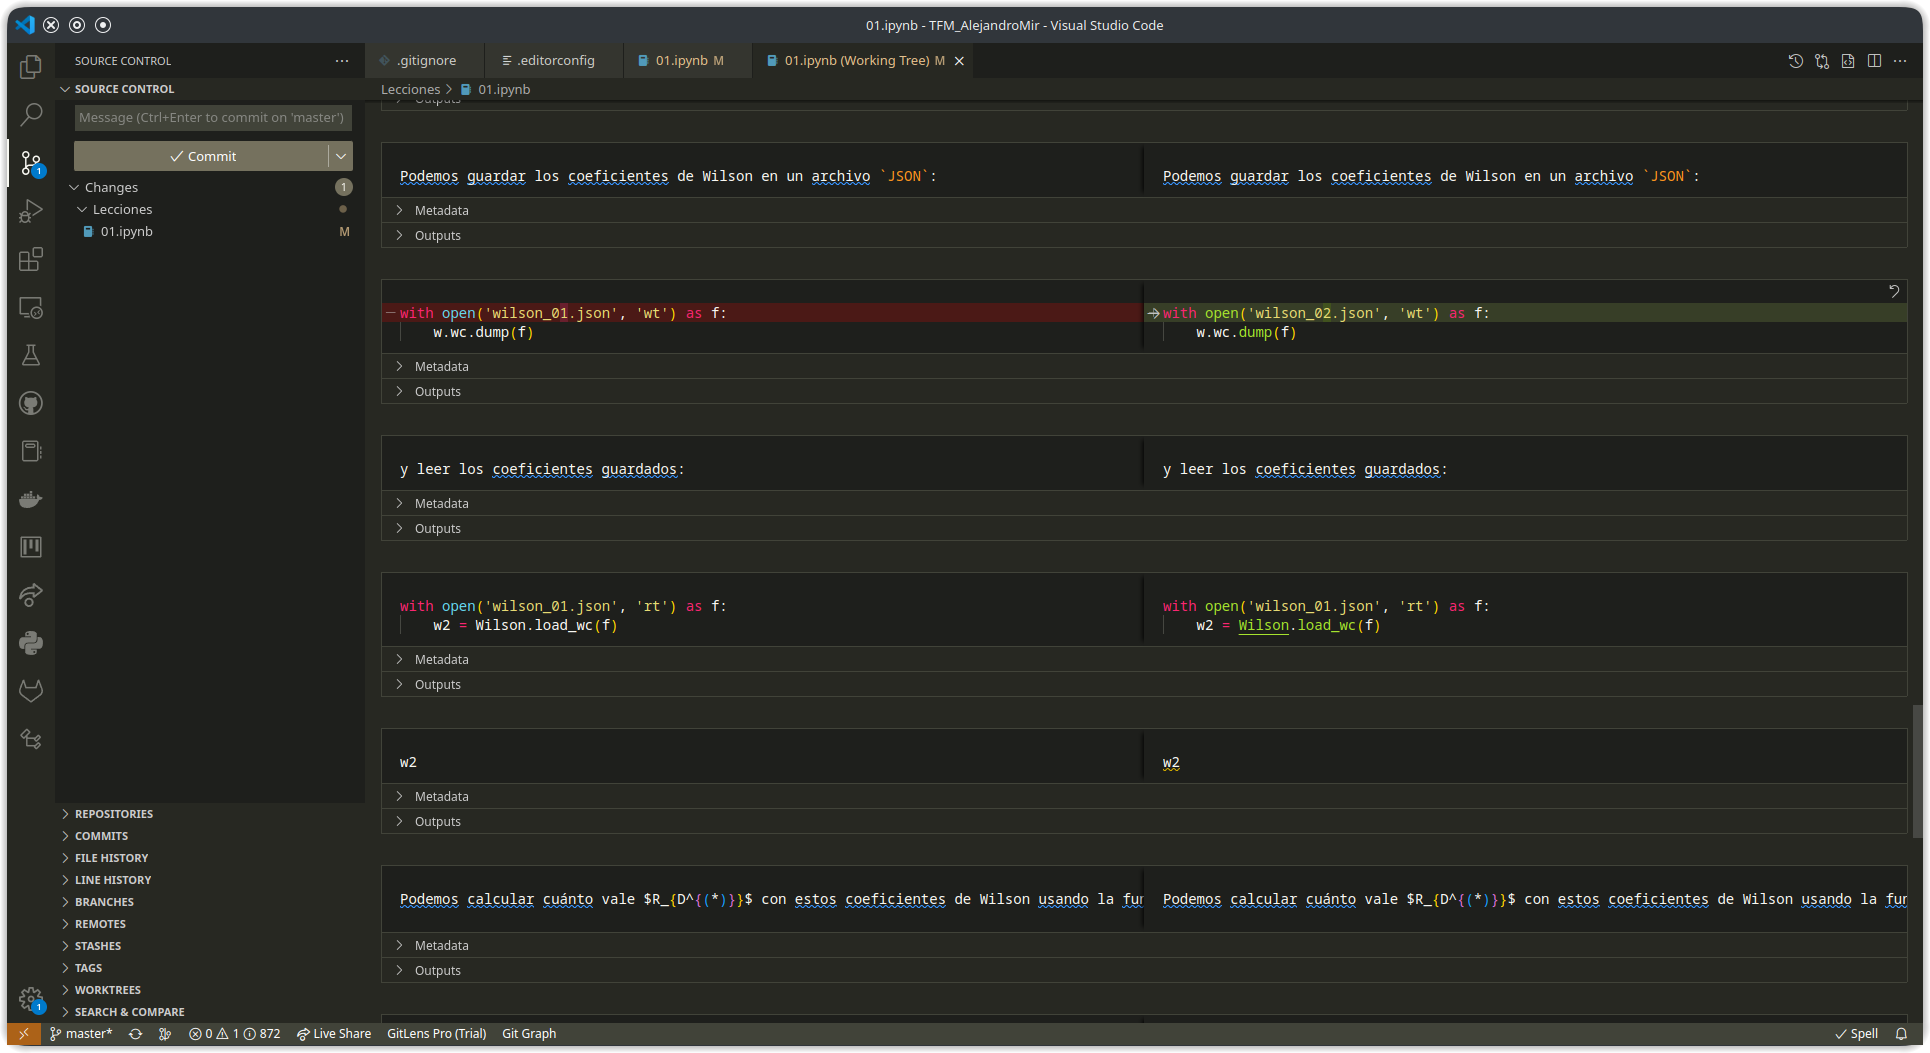 01.ipynb - TFM_AlejandroMir - Visual Studio Code
SOURCE CONTROL
.gitignore
.editorconfig
01.ipynb M
01.ipynb (Working Tree) M
SOURCE CONTROL
Lecciones > 01.ipynb
Outputs
Message (Ctrl+Enter to commit on 'master')
Commit
Changes
1
Lecciones
01.ipynb M
Podemos guardar los coeficientes de Wilson en un archivo `JSON`:
Podemos guardar los coeficientes de Wilson en un archivo `JSON`:
Metadata
Outputs
with open('wilson_01.json', 'wt') as f:
w.wc.dump(f)
with open('wilson_02.json', 'wt') as f:
w.wc.dump(f)
Metadata
Outputs
y leer los coeficientes guardados:
y leer los coeficientes guardados:
Metadata
Outputs
with open('wilson_01.json', 'rt') as f:
w2 = Wilson.load_wc(f)
with open('wilson_01.json', 'rt') as f:
w2 = Wilson.load_wc(f)
Metadata
Outputs
w2
w2
Metadata
Outputs
Podemos calcular cuánto vale $R_{D^{(*)}}$ con estos coeficientes de Wilson usando la fun
Podemos calcular cuánto vale $R_{D^{(*)}}$ con estos coeficientes de Wilson usando la fun
Metadata
Outputs
REPOSITORIES
COMMITS
FILE HISTORY
LINE HISTORY
BRANCHES
REMOTES
STASHES
TAGS
WORKTREES
SEARCH & COMPARE
1
1
master*
0
1
872
Live Share
GitLens Pro (Trial)
Git Graph
Spell